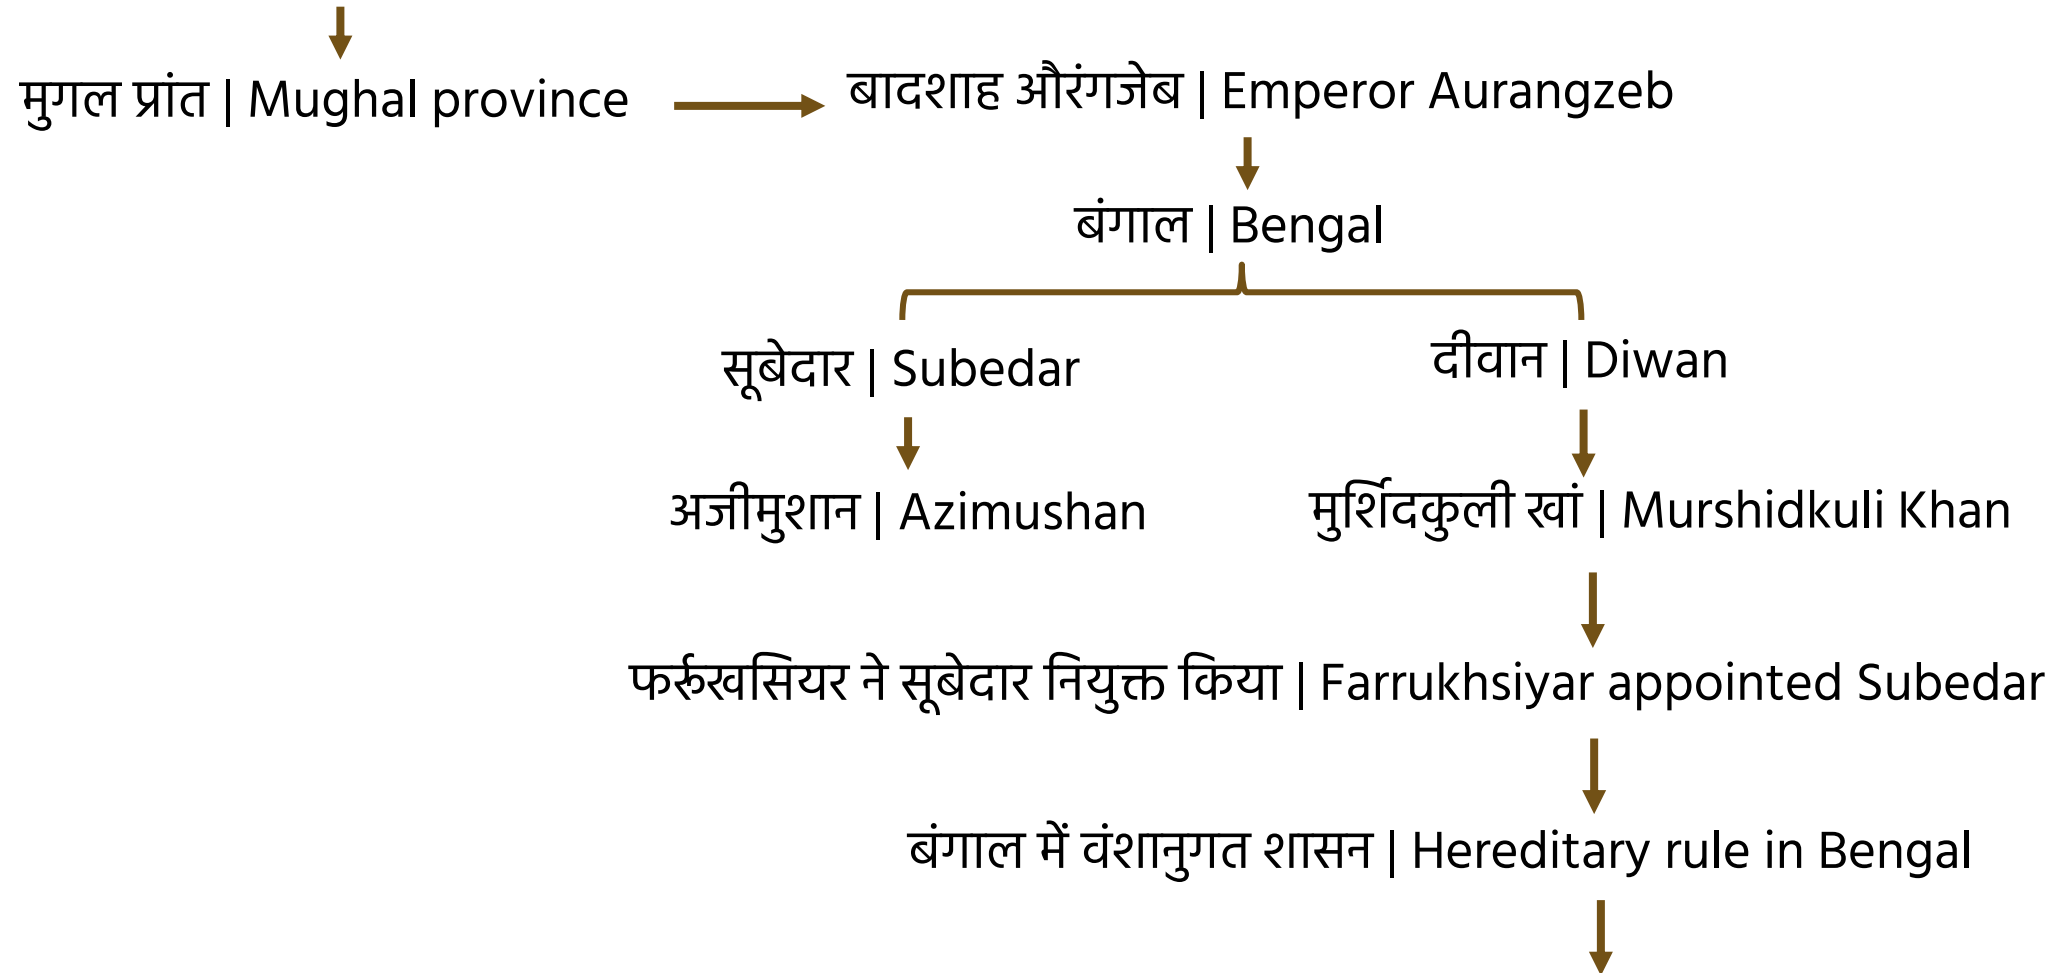 मुगल प्रांत | Mughal province
बादशाह औरंगजेब | Emperor Aurangzeb
बंगाल | Bengal
सूबेदार | Subedar
दीवान | Diwan
अजीमुशान | Azimushan
मुर्शिदकुली खां | Murshidkuli Khan
फर्रुखसियर ने सूबेदार नियुक्त किया | Farrukhsiyar appointed Subedar
बंगाल में वंशानुगत शासन | Hereditary rule in Bengal